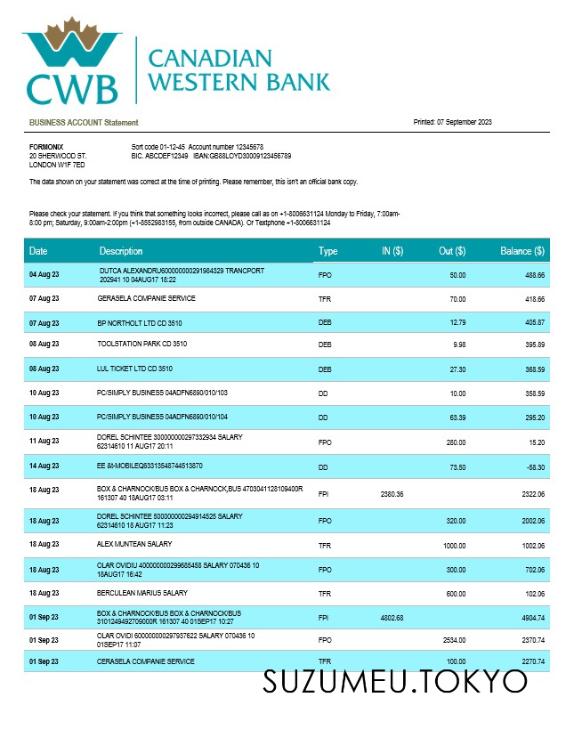 CWB
CANADIAN
WESTERN BANK
BUSINESS ACCOUNT Statement
Printed: 07 September 2023
FORMONIX
20 SHERWOOD ST.
LONDON W1F 7ED
Sort code 01-12-45 Account number 12345678
BIC. ABCDEF12349 IBAN:GB88LOYD30009123456789
The data shown on your statement was correct at the time of printing. Please remember, this isn't an official bank copy.
Please check your statement. If you think that something looks incorrect, please call as on +1-8006631124 Monday to Friday, 7:00am-
8:00 pm; Saturday, 9:00am-2:00pm (+1-8552983155, from outside CANADA). Or Textphone +1-8006631124
Date Description Type IN ($) Out ($) Balance ($)
04 Aug 23 DUTCA ALEXANDRU600000000291984329 TRANCPORT FPO 50.00 488.66
202941 10 04AUG17 18:22
07 Aug 23 GERASELA COMPANIE SERVICE TFR 70.00 418.66
07 Aug 23 BP NORTHOLT LTD CD 3510 DEB 12.79 405.87
08 Aug 23 TOOLSTATION PARK CD 3510 DEB 9.98 395.89
08 Aug 23 LUL TICKET LTD CD 3510 DEB 27.30 368.59
10 Aug 23 PC/SIMPLY BUSINESS 04ADFN6890/010/103 DD 10.00 358.59
10 Aug 23 PC/SIMPLY BUSINESS 04ADFN6890/010/104 DD 63.39 295.20
11 Aug 23 DOREL SCHINTEE 300000000297332934 SALARY FPO 280.00 15.20
62314610 11 AUG17 20:11
14 Aug 23 EE &t-MOBILEQ63313548744513870 DD 73.50 -58.30
18 Aug 23 BOX & CHARNOCK/BUS BOX & CHARNOCK,BUS 4703041128109400R FPI 2380.36 2322.06
161307 40 18AUG17 03:11
18 Aug 23 DOREL SCHINTEE 500000000294914525 SALARY FPO 320.00 2002.06
62314610 18 AUG17 11:23
18 Aug 23 ALEX MUNTEAN SALARY TFR 1000.00 1002.06
18 Aug 23 CLAR OVIDIU 400000000299685458 SALARY 070436 10 FPO 300.00 702.06
18AUG17 16:42
18 Aug 23 BERCULEAN MARIUS SALARY TFR 600.00 102.06
01 Sep 23 BOX & CHARNOCK/BUS BOX & CHARNOCK/BUS FPI 4802.68 4904.74
3101249492709000R 161307 40 01SEP17 10:27
01 Sep 23 CLAR OVIDI 600000000297937622 SALARY 070436 10 FPO 2534.00 2370.74
01SEP17 11:07
01 Sep 23 CERASELA COMPANIE SERVICE TFR 100.00 2270.74
SUZUMEU.TOKYO